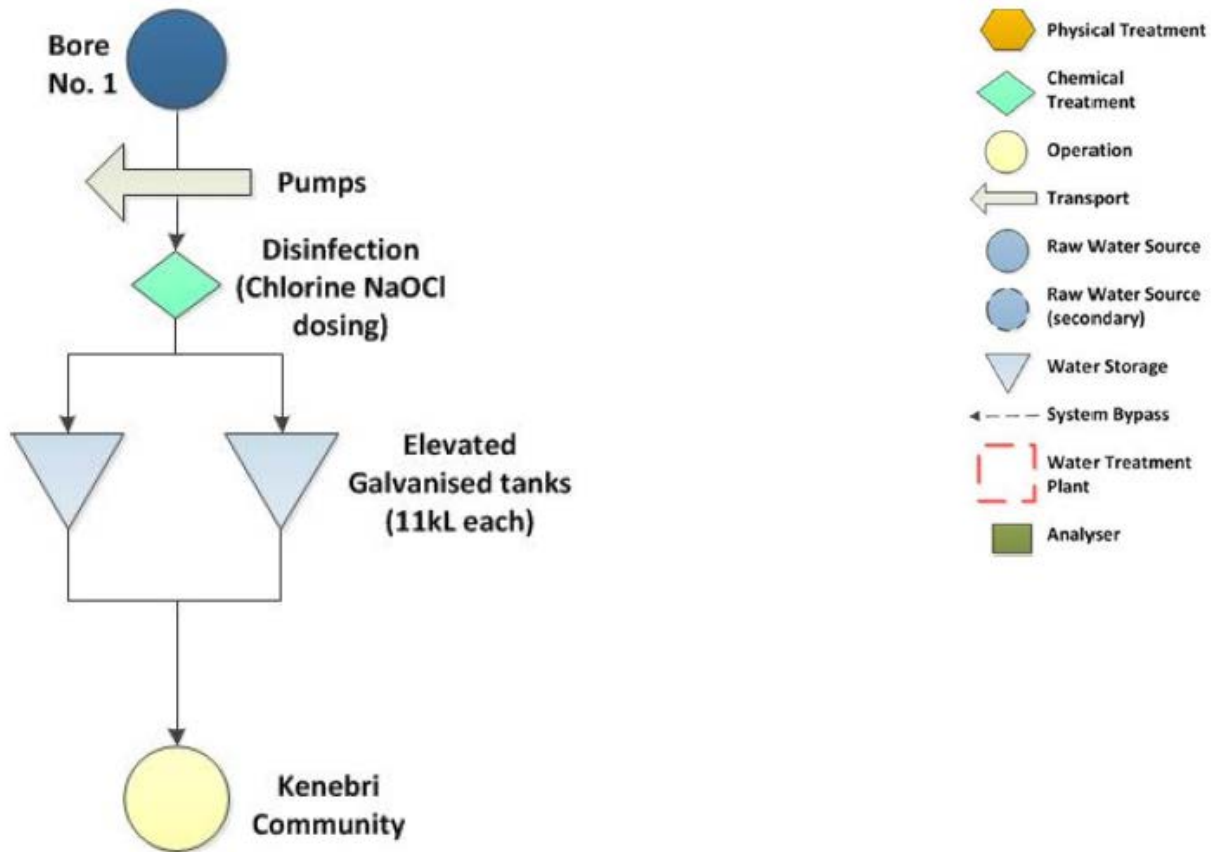 Bore
No. 1
Pumps
Disinfection
(Chlorine NaOCl
dosing)
Elevated
Galvanised tanks
(11kL each)
Kenebri
Community
Physical Treatment
Chemical
Treatment
Operation
Transport
Raw Water Source
Raw Water Source
(secondary)
Water Storage
System Bypass
Water Treatment
Plant
Analyser